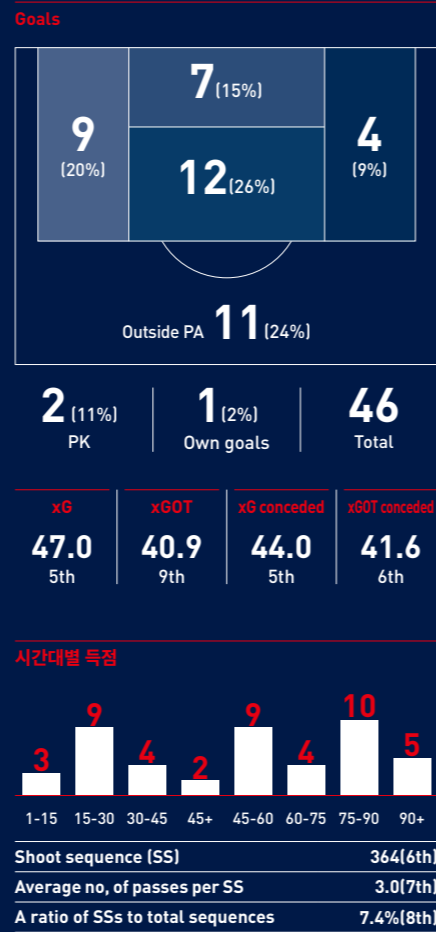 Goals
7(15%)
9
(20%)
4
(9%)
12(26%)
Outside PA 11(24%)
2 (11%)
PK
1(2%)
Own goals
46
Total
xG
47.0
5th
xGOT
40.9
9th
xG conceded
44.0
5th
xGOT conceded
41.6
6th
시간대별 득점
3 9 4 2 9 4 10 5
1-15 15-30 30-45 45+ 45-60 60-75 75-90 90+
Shoot sequence (SS) 364(6th)
Average no, of passes per SS 3.0(7th)
A ratio of SSs to total sequences 7.4%(8th)